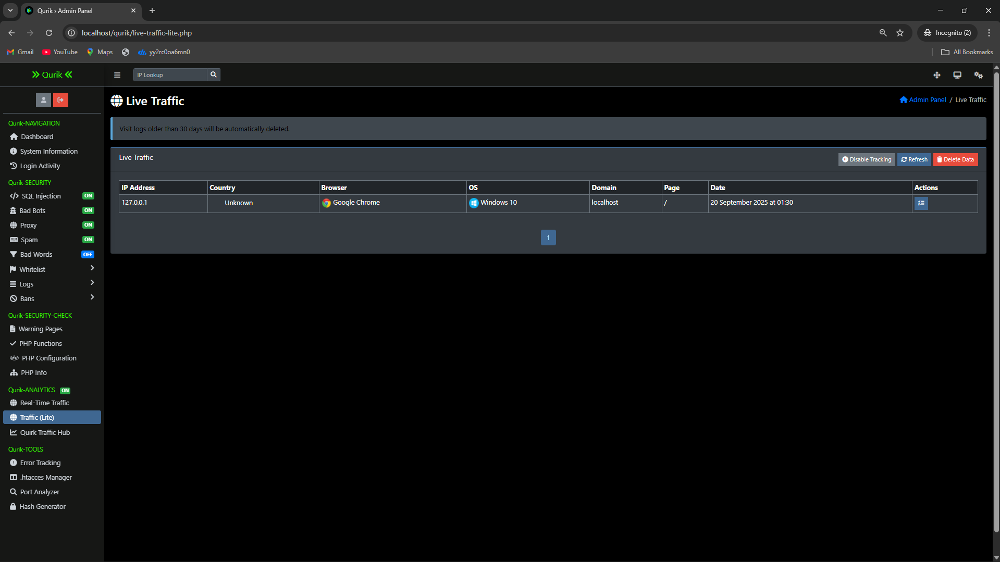 Qurik › Admin Panel
localhost/qurik/live-traffic-lite.php
Incognito (2)
Gmail
YouTube
Maps
yy2rc0oa6mn0
All Bookmarks
Qurik
IP Lookup
Live Traffic
Admin Panel / Live Traffic
Visit logs older than 30 days will be automatically deleted.
Live Traffic
Disable Tracking
Refresh
Delete Data
IP Address Country Browser OS Domain Page Date Actions
127.0.0.1 Unknown Google Chrome Windows 10 localhost / 20 September 2025 at 01:30
1
Qurik-NAVIGATION
Dashboard
System Information
Login Activity
Qurik-SECURITY
SQL Injection ON
Bad Bots ON
Proxy ON
Spam ON
Bad Words OFF
Whitelist
Logs
Bans
Qurik-SECURITY-CHECK
Warning Pages
PHP Functions
php PHP Configuration
PHP Info
Qurik-ANALYTICS ON
Real-Time Traffic
Traffic (Lite)
Quirk Traffic Hub
Qurik-TOOLS
Error Tracking
.htacces Manager
Port Analyzer
Hash Generator